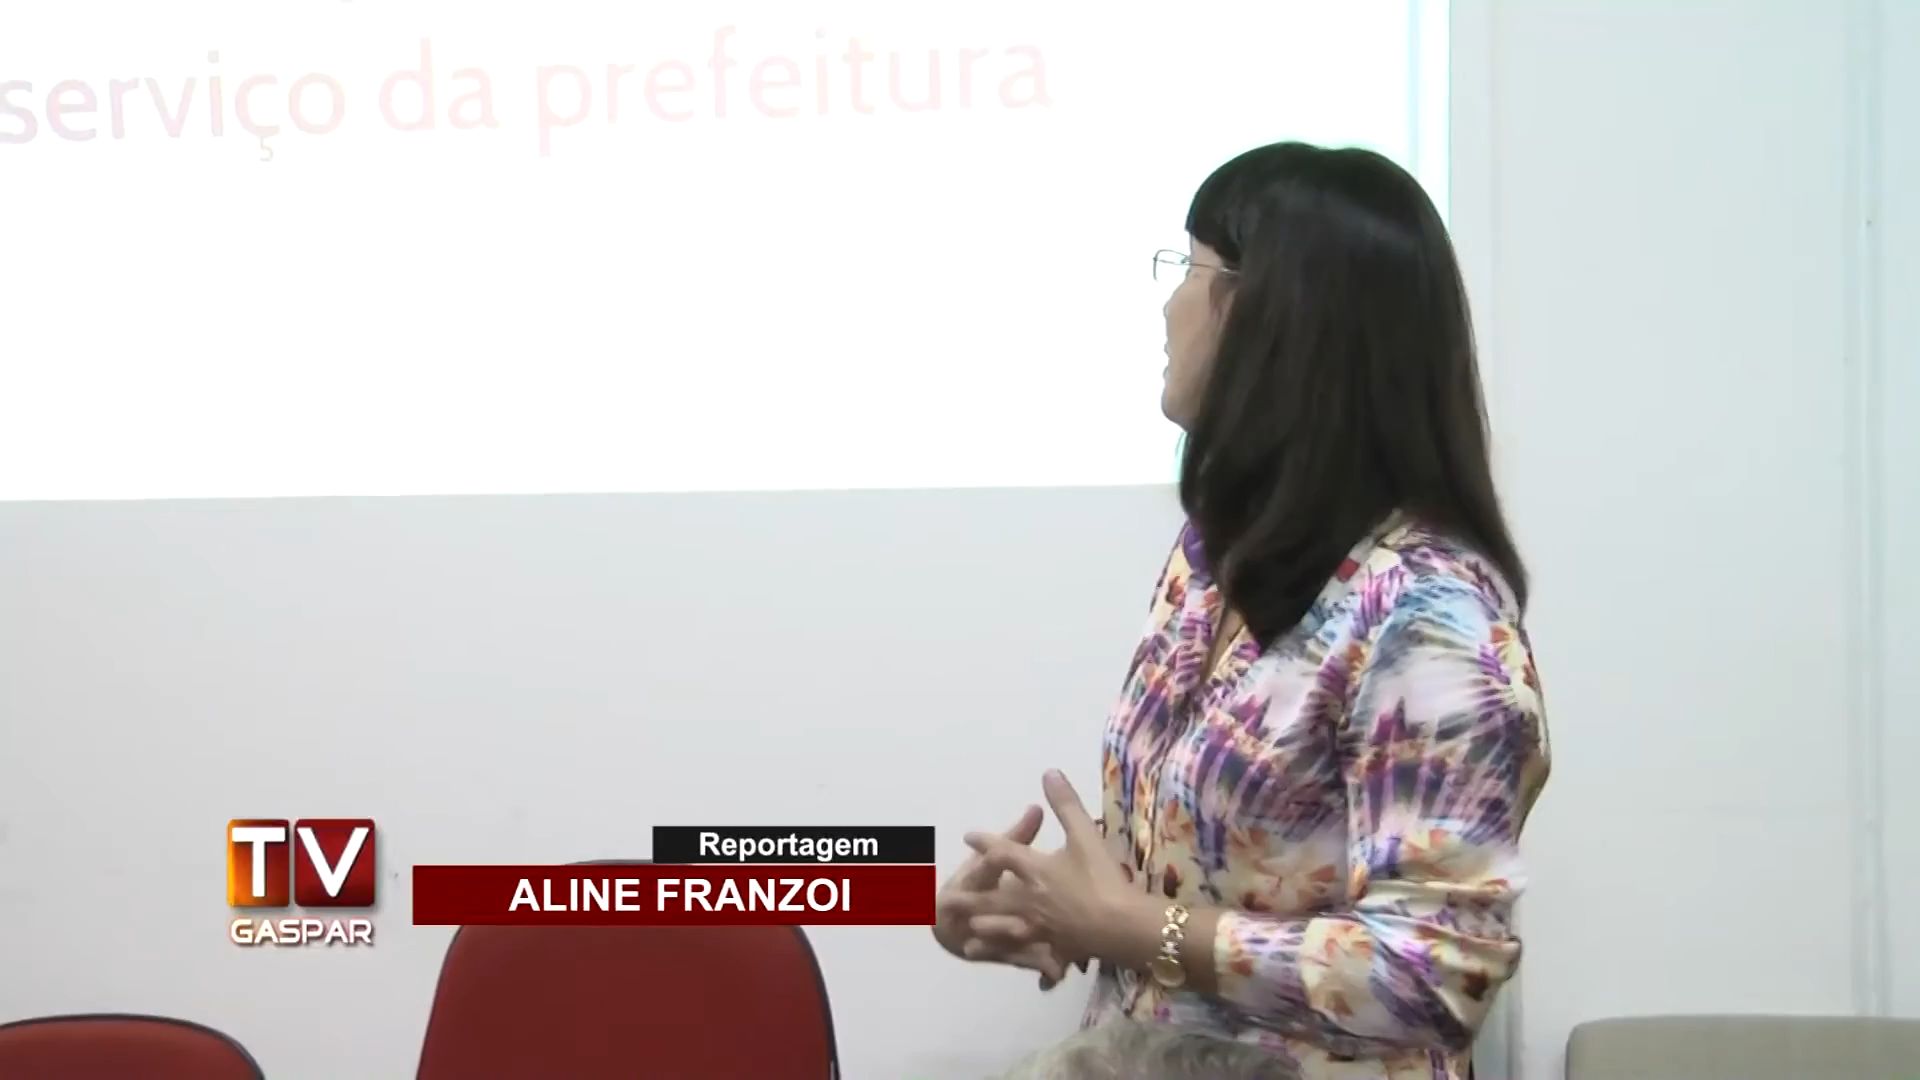 serviço da prefeitura
TV
GASPAR
Reportagem
ALINE FRANZOI